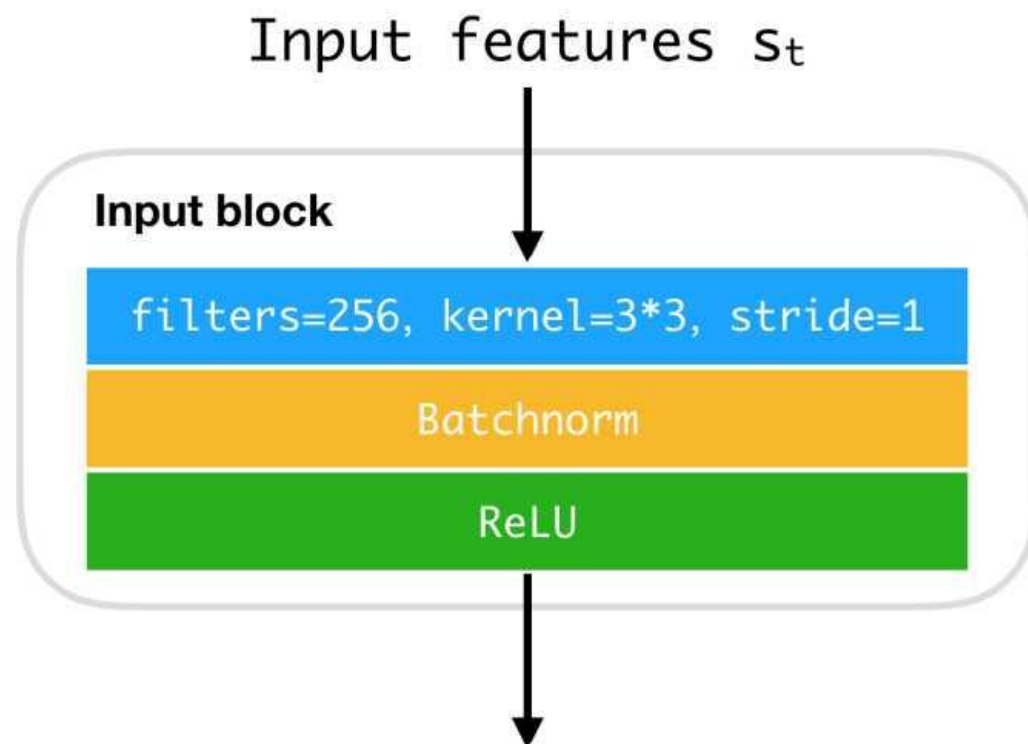 Input features sₜ
Input block
filters=256, kernel=3*3, stride=1
Batchnorm
ReLU